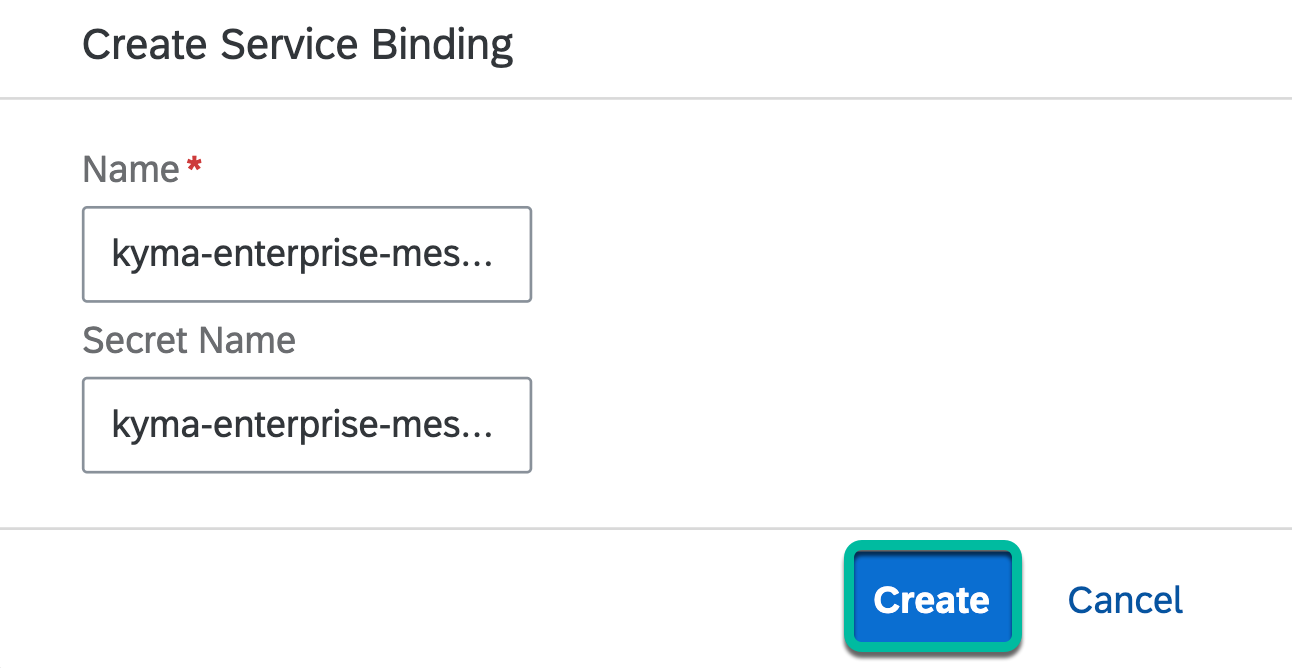 Create Service Binding
Name *
kyma-enterprise-mes...
Secret Name
kyma-enterprise-mes...
Create Cancel